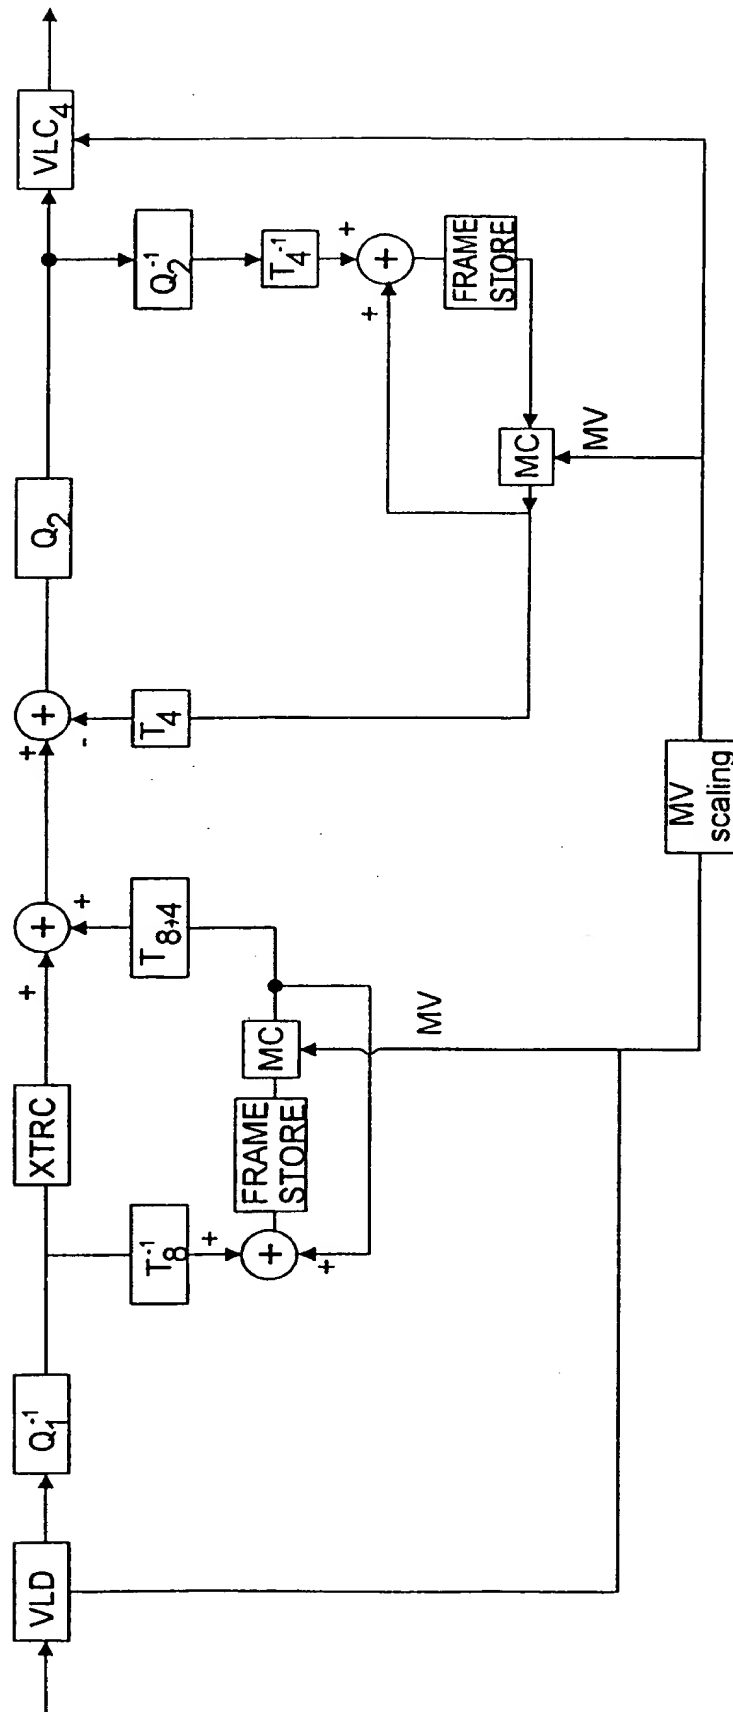 VLD
Q₁⁻¹
XTRC
+
+
+
+
-
Q₂
VLC₄
T₈⁻¹
+
+
+
FRAME
STORE
MC
T₈₊₄
+
T₄
Q₂⁻¹
T₄⁻¹
+
+
+
FRAME
STORE
MC
MV
MV
MV
scaling